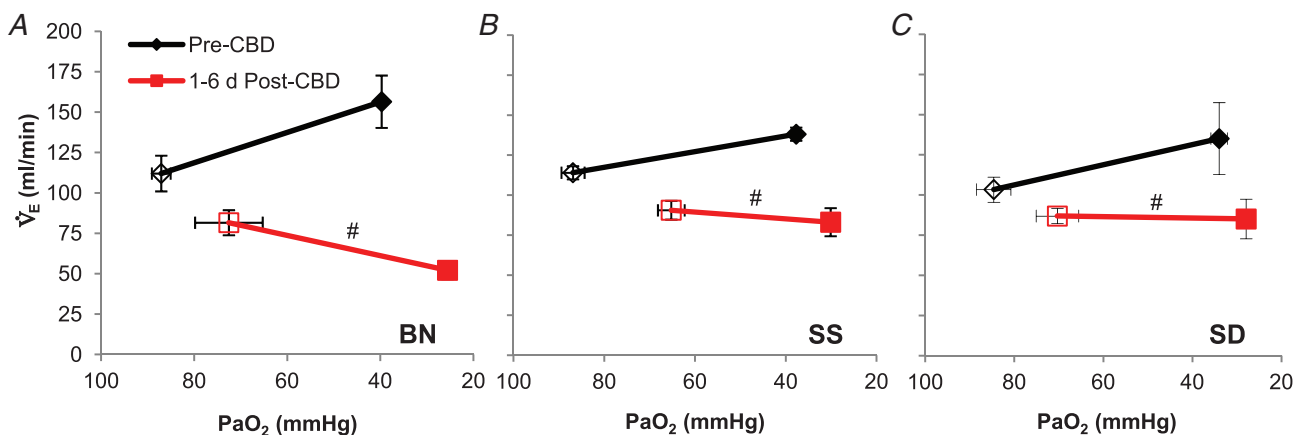 A
B
C
Pre-CBD
1-6 d Post-CBD
V̇E (ml/min)
200
175
150
125
100
75
50
25
0
#
#
#
BN
SS
SD
100 80 60 40 20
100 80 60 40 20
100 80 60 40 20
PaO2 (mmHg)
PaO2 (mmHg)
PaO2 (mmHg)